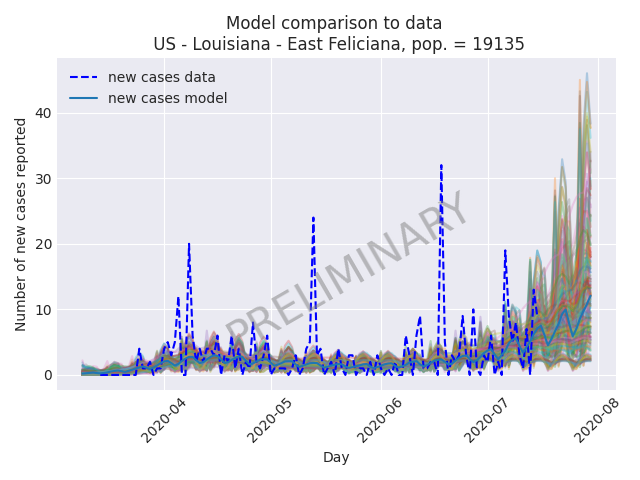 Model comparison to data
US - Louisiana - East Feliciana, pop. = 19135
new cases data
new cases model
Number of new cases reported
40
30
20
10
0
PRELIMINARY
2020-04
2020-05
2020-06
2020-07
2020-08
Day